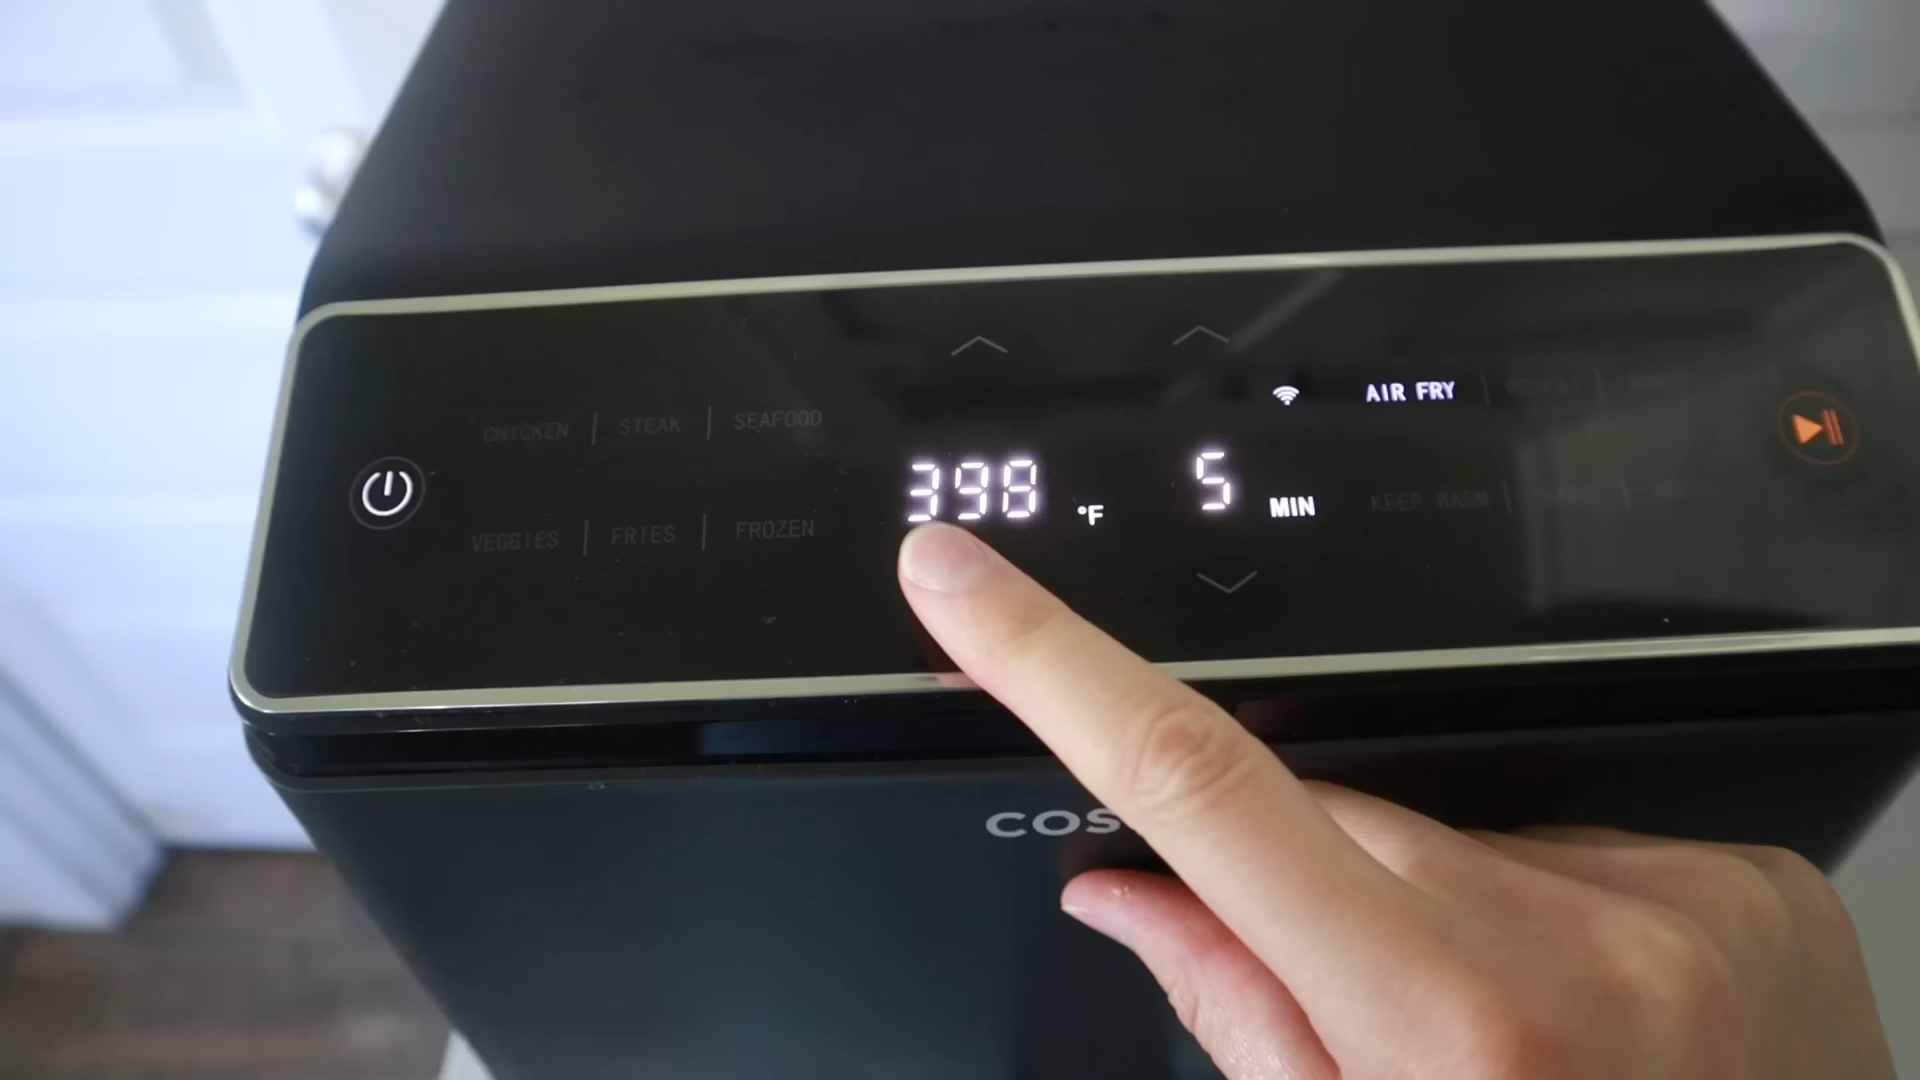 AIR FRY
CHICKEN | STEAK | SEAFOOD
398 °F 5 MIN
KEEP WARM
VEGGIES | FRIES | FROZEN
COS